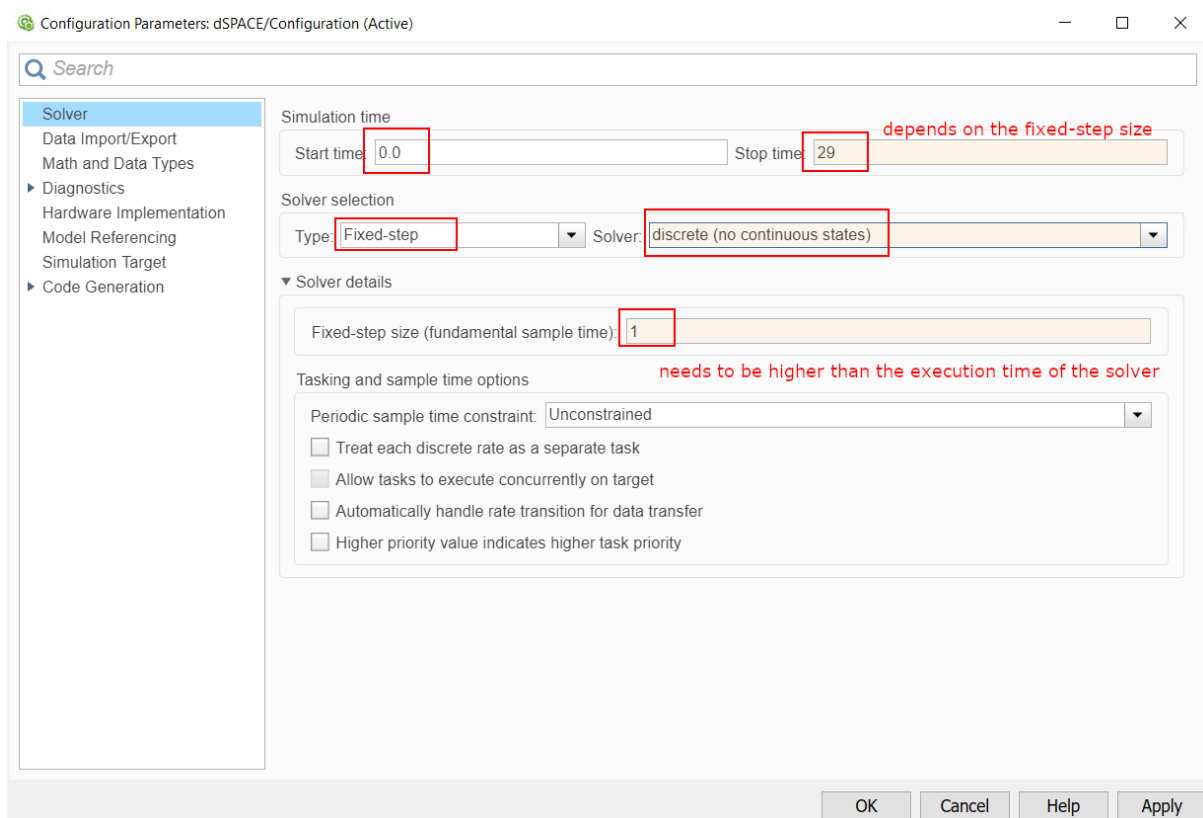 Configuration Parameters: dSPACE/Configuration (Active)
Search
Solver
Data Import/Export
Math and Data Types
Diagnostics
Hardware Implementation
Model Referencing
Simulation Target
Code Generation
Simulation time
depends on the fixed-step size
Start time: 0.0 Stop time: 29
Solver selection
Type: Fixed-step Solver: discrete (no continuous states)
Solver details
Fixed-step size (fundamental sample time): 1
needs to be higher than the execution time of the solver
Tasking and sample time options
Periodic sample time constraint: Unconstrained
Treat each discrete rate as a separate task
Allow tasks to execute concurrently on target
Automatically handle rate transition for data transfer
Higher priority value indicates higher task priority
OK Cancel Help Apply